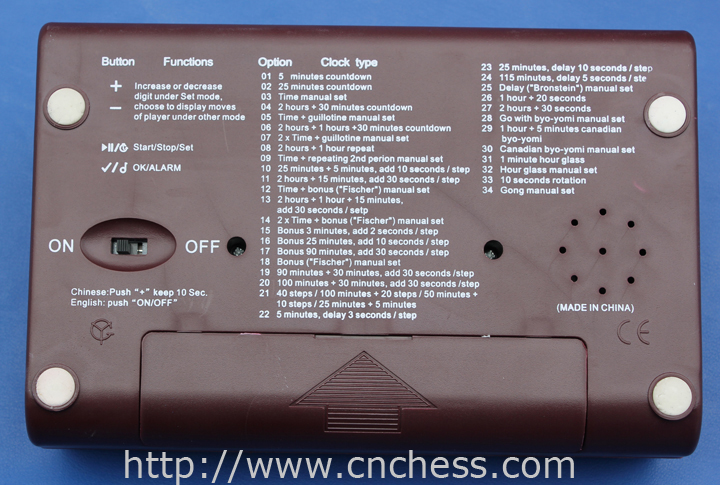 Button Functions
+ Increase or decrease
digit under Set mode,
− choose to display moves
of player under other mode
Start/Stop/Set
OK/ALARM
ON OFF
Chinese:Push "+" keep 10 Sec.
English: push "ON/OFF"
Option Clock type
01 5 minutes countdown
02 25 minutes countdown
03 Time manual set
04 2 hours + 30 minutes countdown
05 Time + guillotine manual set
06 2 hours + 1 hours +30 minutes countdown
07 2 x Time + guillotine manual set
08 2 hours + 1 hour repeat
09 Time + repeating 2nd perion manual set
10 25 minutes + 5 minutes, add 10 seconds / step
11 2 hours + 15 minutes, add 30 seconds /step
12 Time + bonus ("Fischer") manual set
13 2 hours + 1 hour + 15 minutes,
add 30 seconds / setp
14 2 x Time + bonus ("Fischer") manual set
15 Bonus 3 minutes, add 2 seconds / step
16 Bonus 25 minutes, add 10 seconds / step
17 Bonus 90 minutes, add 30 seconds /step
18 Bonus ("Fischer") manual set
19 90 minutes + 30 minutes, add 30 seconds /step
20 100 minutes + 30 minutes, add 30 seconds /step
21 40 steps / 100 minutes + 20 steps / 50 minutes +
10 steps / 25 minutes + 5 minutes
22 5 minutes, delay 3 seconds / step
23 25 minutes, delay 10 seconds / step
24 115 minutes, delay 5 seconds / step
25 Delay ("Bronstein") manual set
26 1 hour + 20 seconds
27 2 hours + 30 seconds
28 Go with byo-yomi manual set
29 1 hour + 5 minutes canadian
byo-yomi
30 Canadian byo-yomi manual set
31 1 minute hour glass
32 Hour glass manual set
33 10 seconds rotation
34 Gong manual set
(MADE IN CHINA)
CE
http://www.cnchess.com